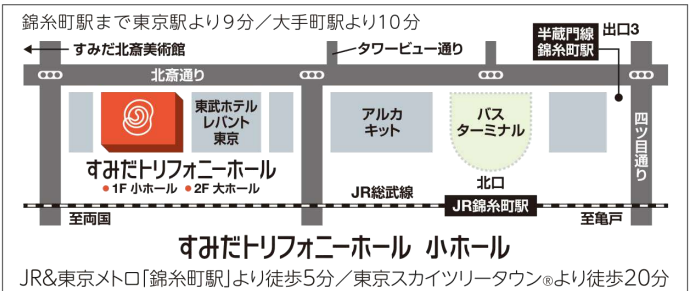 錦糸町駅まで東京駅より9分／大手町駅より10分
すみだ北斎美術館
タワービュー通り
半蔵門線
錦糸町駅
出口3
北斎通り
東武ホテル
レバント
東京
アルカ
キット
バス
ターミナル
四ツ目通り
すみだトリフォニーホール
● 1F 小ホール ● 2F 大ホール
北口
JR総武線
JR錦糸町駅
至両国
至亀戸
すみだトリフォニーホール 小ホール
JR&東京メトロ「錦糸町駅」より徒歩5分／東京スカイツリータウン®より徒歩20分